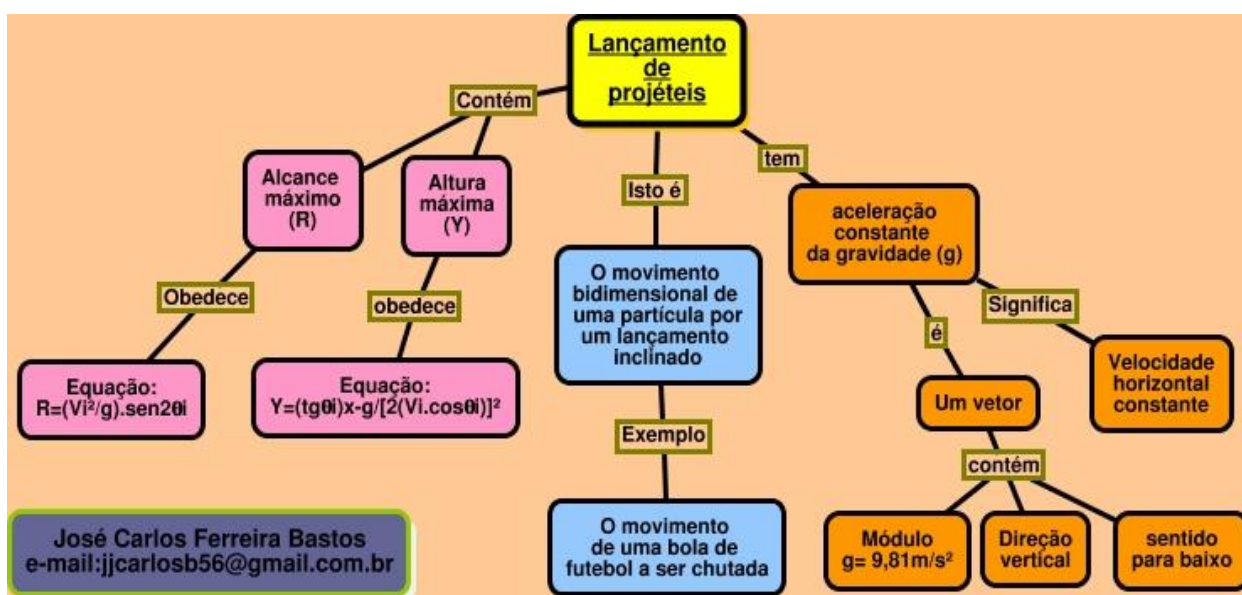 Lançamento
de
projéteis
Contém
Alcance
máximo
(R)
Obedece
Equação:
R=(Vi²/g).sen2θi
Altura
máxima
(Y)
obedece
Equação:
Y=(tgθi)x-g/[2(Vi.cosθi)]²
Isto é
O movimento
bidimensional de
uma partícula por
um lançamento
inclinado
Exemplo
O movimento
de uma bola de
futebol a ser chutada
tem
aceleração
constante
da gravidade (g)
é
Um vetor
contém
Módulo
g= 9,81m/s²
Direção
vertical
sentido
para baixo
Significa
Velocidade
horizontal
constante
José Carlos Ferreira Bastos
e-mail:jjcarlosb56@gmail.com.br